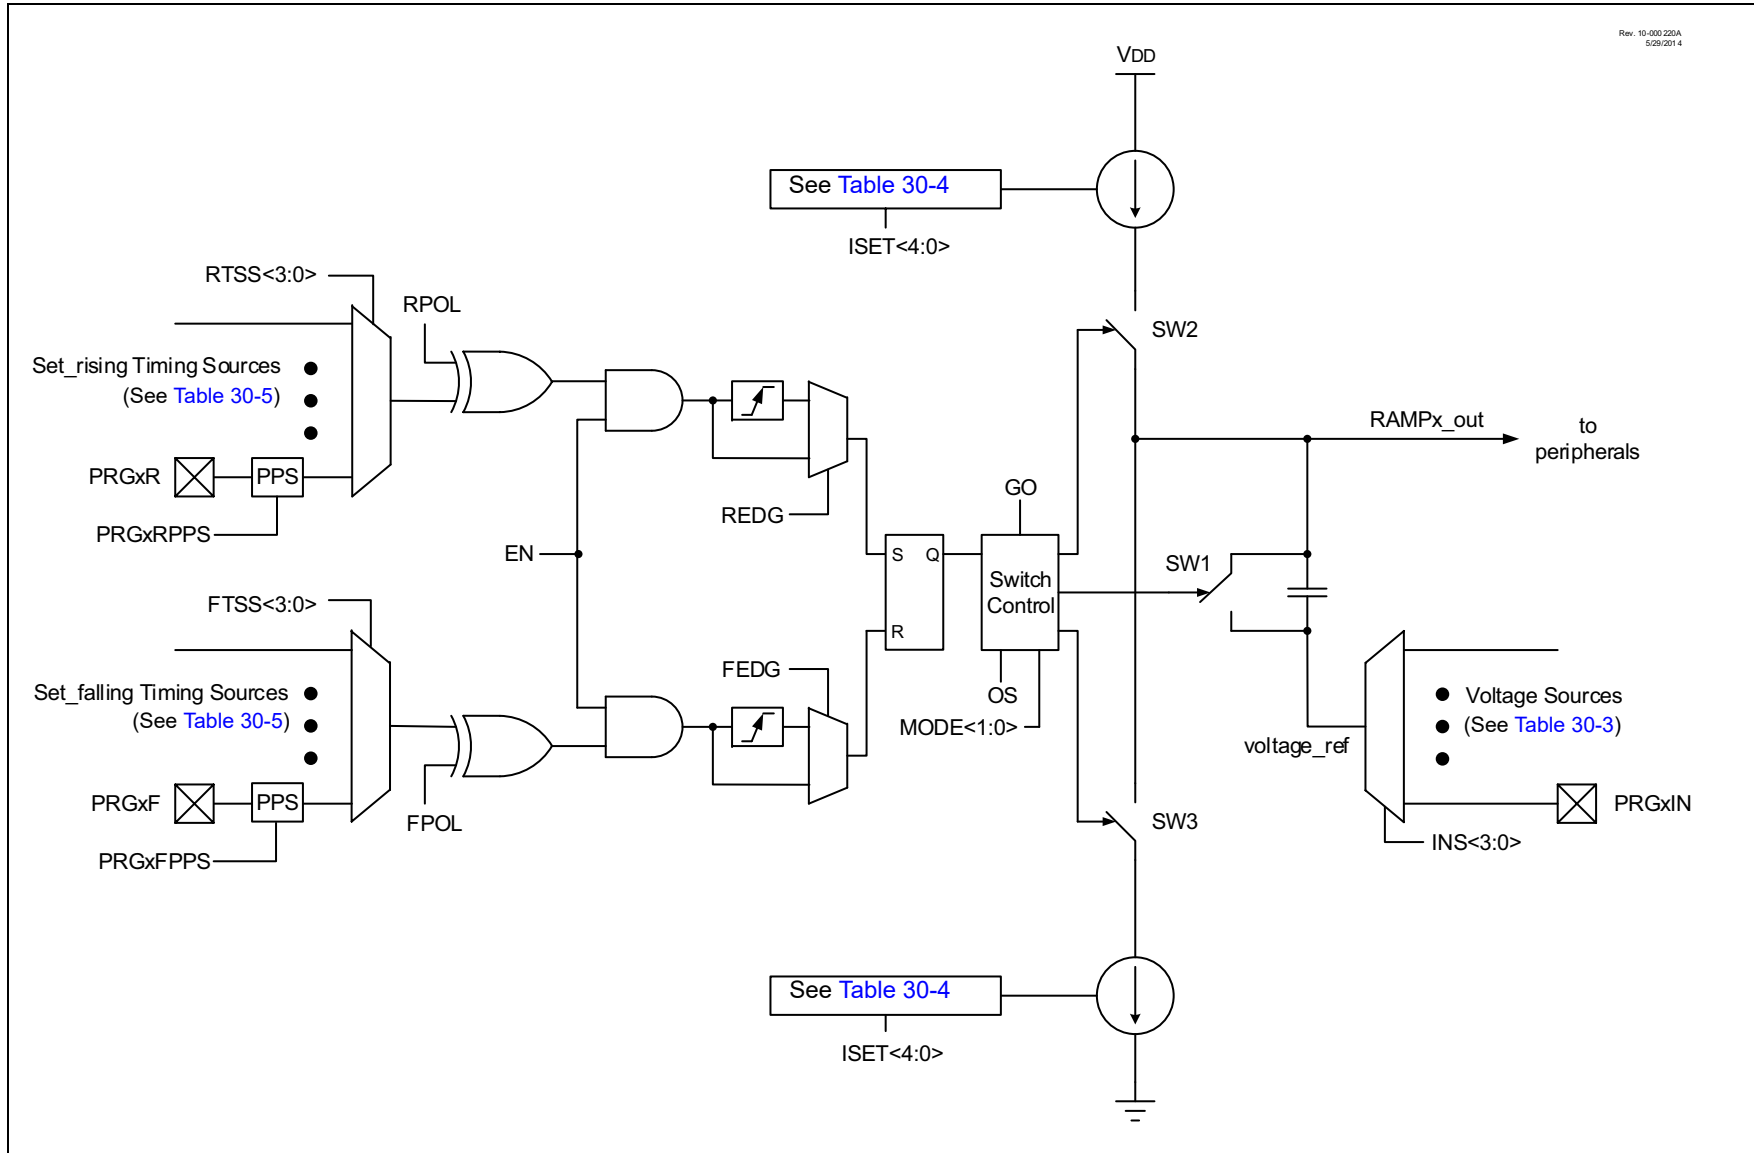 Rev. 10-000 220A
5/29/201 4
VDD
See Table 30-4
ISET<4:0>
RTSS<3:0>
RPOL
SW2
Set_rising Timing Sources
(See Table 30-5)
RAMPx_out
to
peripherals
PRGxR
PPS
PRGxRPPS
REDG
GO
EN
S
Q
Switch
Control
SW1
R
FTSS<3:0>
FEDG
OS
MODE<1:0>
Set_falling Timing Sources
(See Table 30-5)
Voltage Sources
(See Table 30-3)
voltage_ref
PRGxF
PPS
PRGxIN
FPOL
SW3
INS<3:0>
PRGxFPPS
See Table 30-4
ISET<4:0>